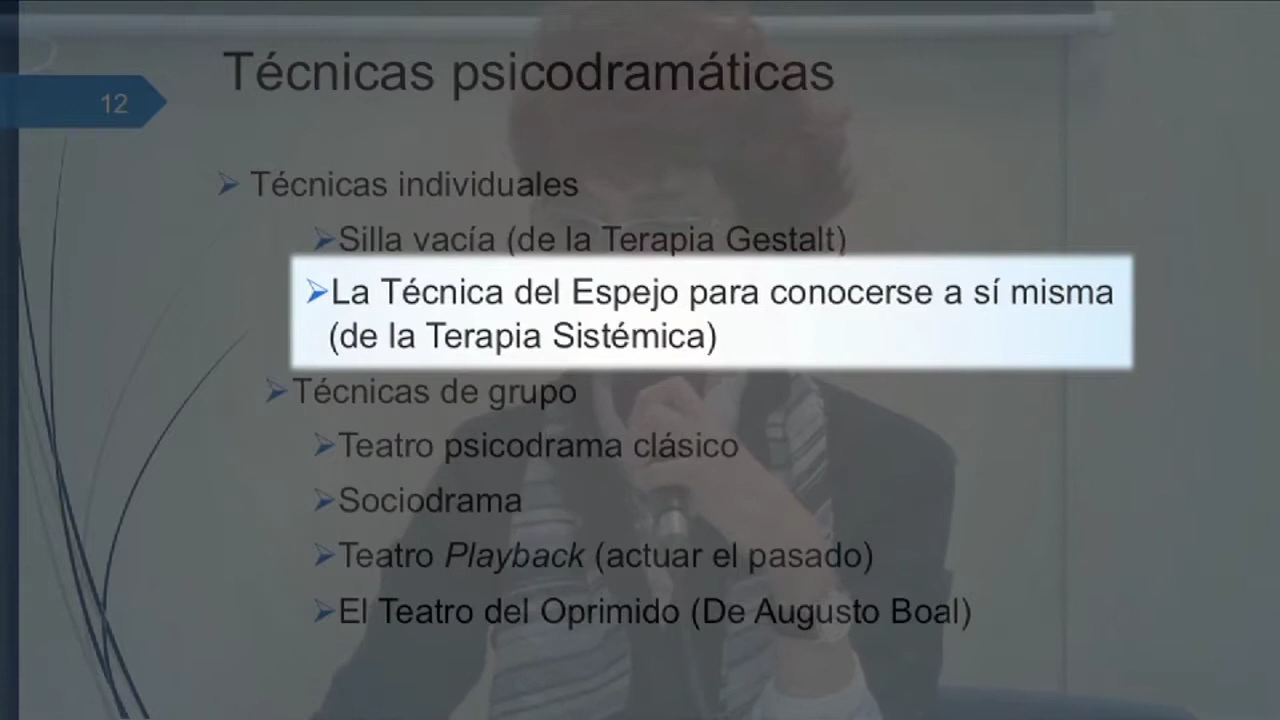 Técnicas psicodramáticas
12
Técnicas individuales
Silla vacía (de la Terapia Gestalt)
La Técnica del Espejo para conocerse a sí misma
(de la Terapia Sistémica)
Técnicas de grupo
Teatro psicodrama clásico
Sociodrama
Teatro Playback (actuar el pasado)
El Teatro del Oprimido (De Augusto Boal)